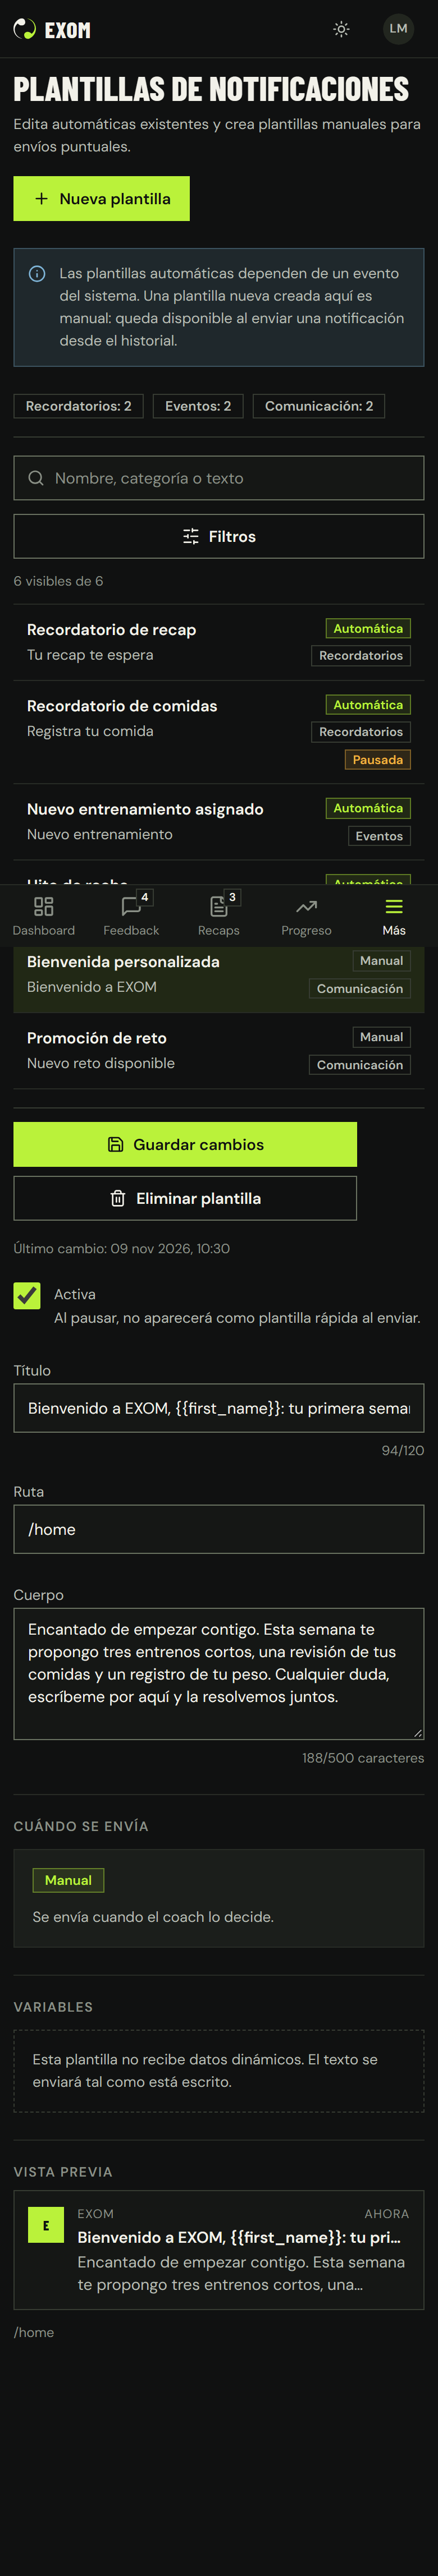 EXOM
LM
PLANTILLAS DE NOTIFICACIONES
Edita automáticas existentes y crea plantillas manuales para
envíos puntuales.
Nueva plantilla
Las plantillas automáticas dependen de un evento
del sistema. Una plantilla nueva creada aquí es
manual: queda disponible al enviar una notificación
desde el historial.
Recordatorios: 2
Eventos: 2
Comunicación: 2
Nombre, categoría o texto
Filtros
6 visibles de 6
Recordatorio de recap
Automática
Tu recap te espera
Recordatorios
Recordatorio de comidas
Automática
Registra tu comida
Recordatorios
Pausada
Nuevo entrenamiento asignado
Automática
Nuevo entrenamiento
Eventos
Automática
4
3
Dashboard
Feedback
Recaps
Progreso
Más
Bienvenida personalizada
Manual
Bienvenido a EXOM
Comunicación
Promoción de reto
Manual
Nuevo reto disponible
Comunicación
Guardar cambios
Eliminar plantilla
Último cambio: 09 nov 2026, 10:30
Activa
Al pausar, no aparecerá como plantilla rápida al enviar.
Título
Bienvenido a EXOM, {{first_name}}: tu primera
94/120
Ruta
/home
Cuerpo
Encantado de empezar contigo. Esta semana te
propongo tres entrenos cortos, una revisión de tus
comidas y un registro de tu peso. Cualquier duda,
escríbeme por aquí y la resolvemos juntos.
188/500 caracteres
CUÁNDO SE ENVÍA
Manual
Se envía cuando el coach lo decide.
VARIABLES
Esta plantilla no recibe datos dinámicos. El texto se
enviará tal como está escrito.
VISTA PREVIA
E
EXOM
AHORA
Bienvenido a EXOM, {{first_name}}: tu pri...
Encantado de empezar contigo. Esta semana
te propongo tres entrenos cortos, una...
/home